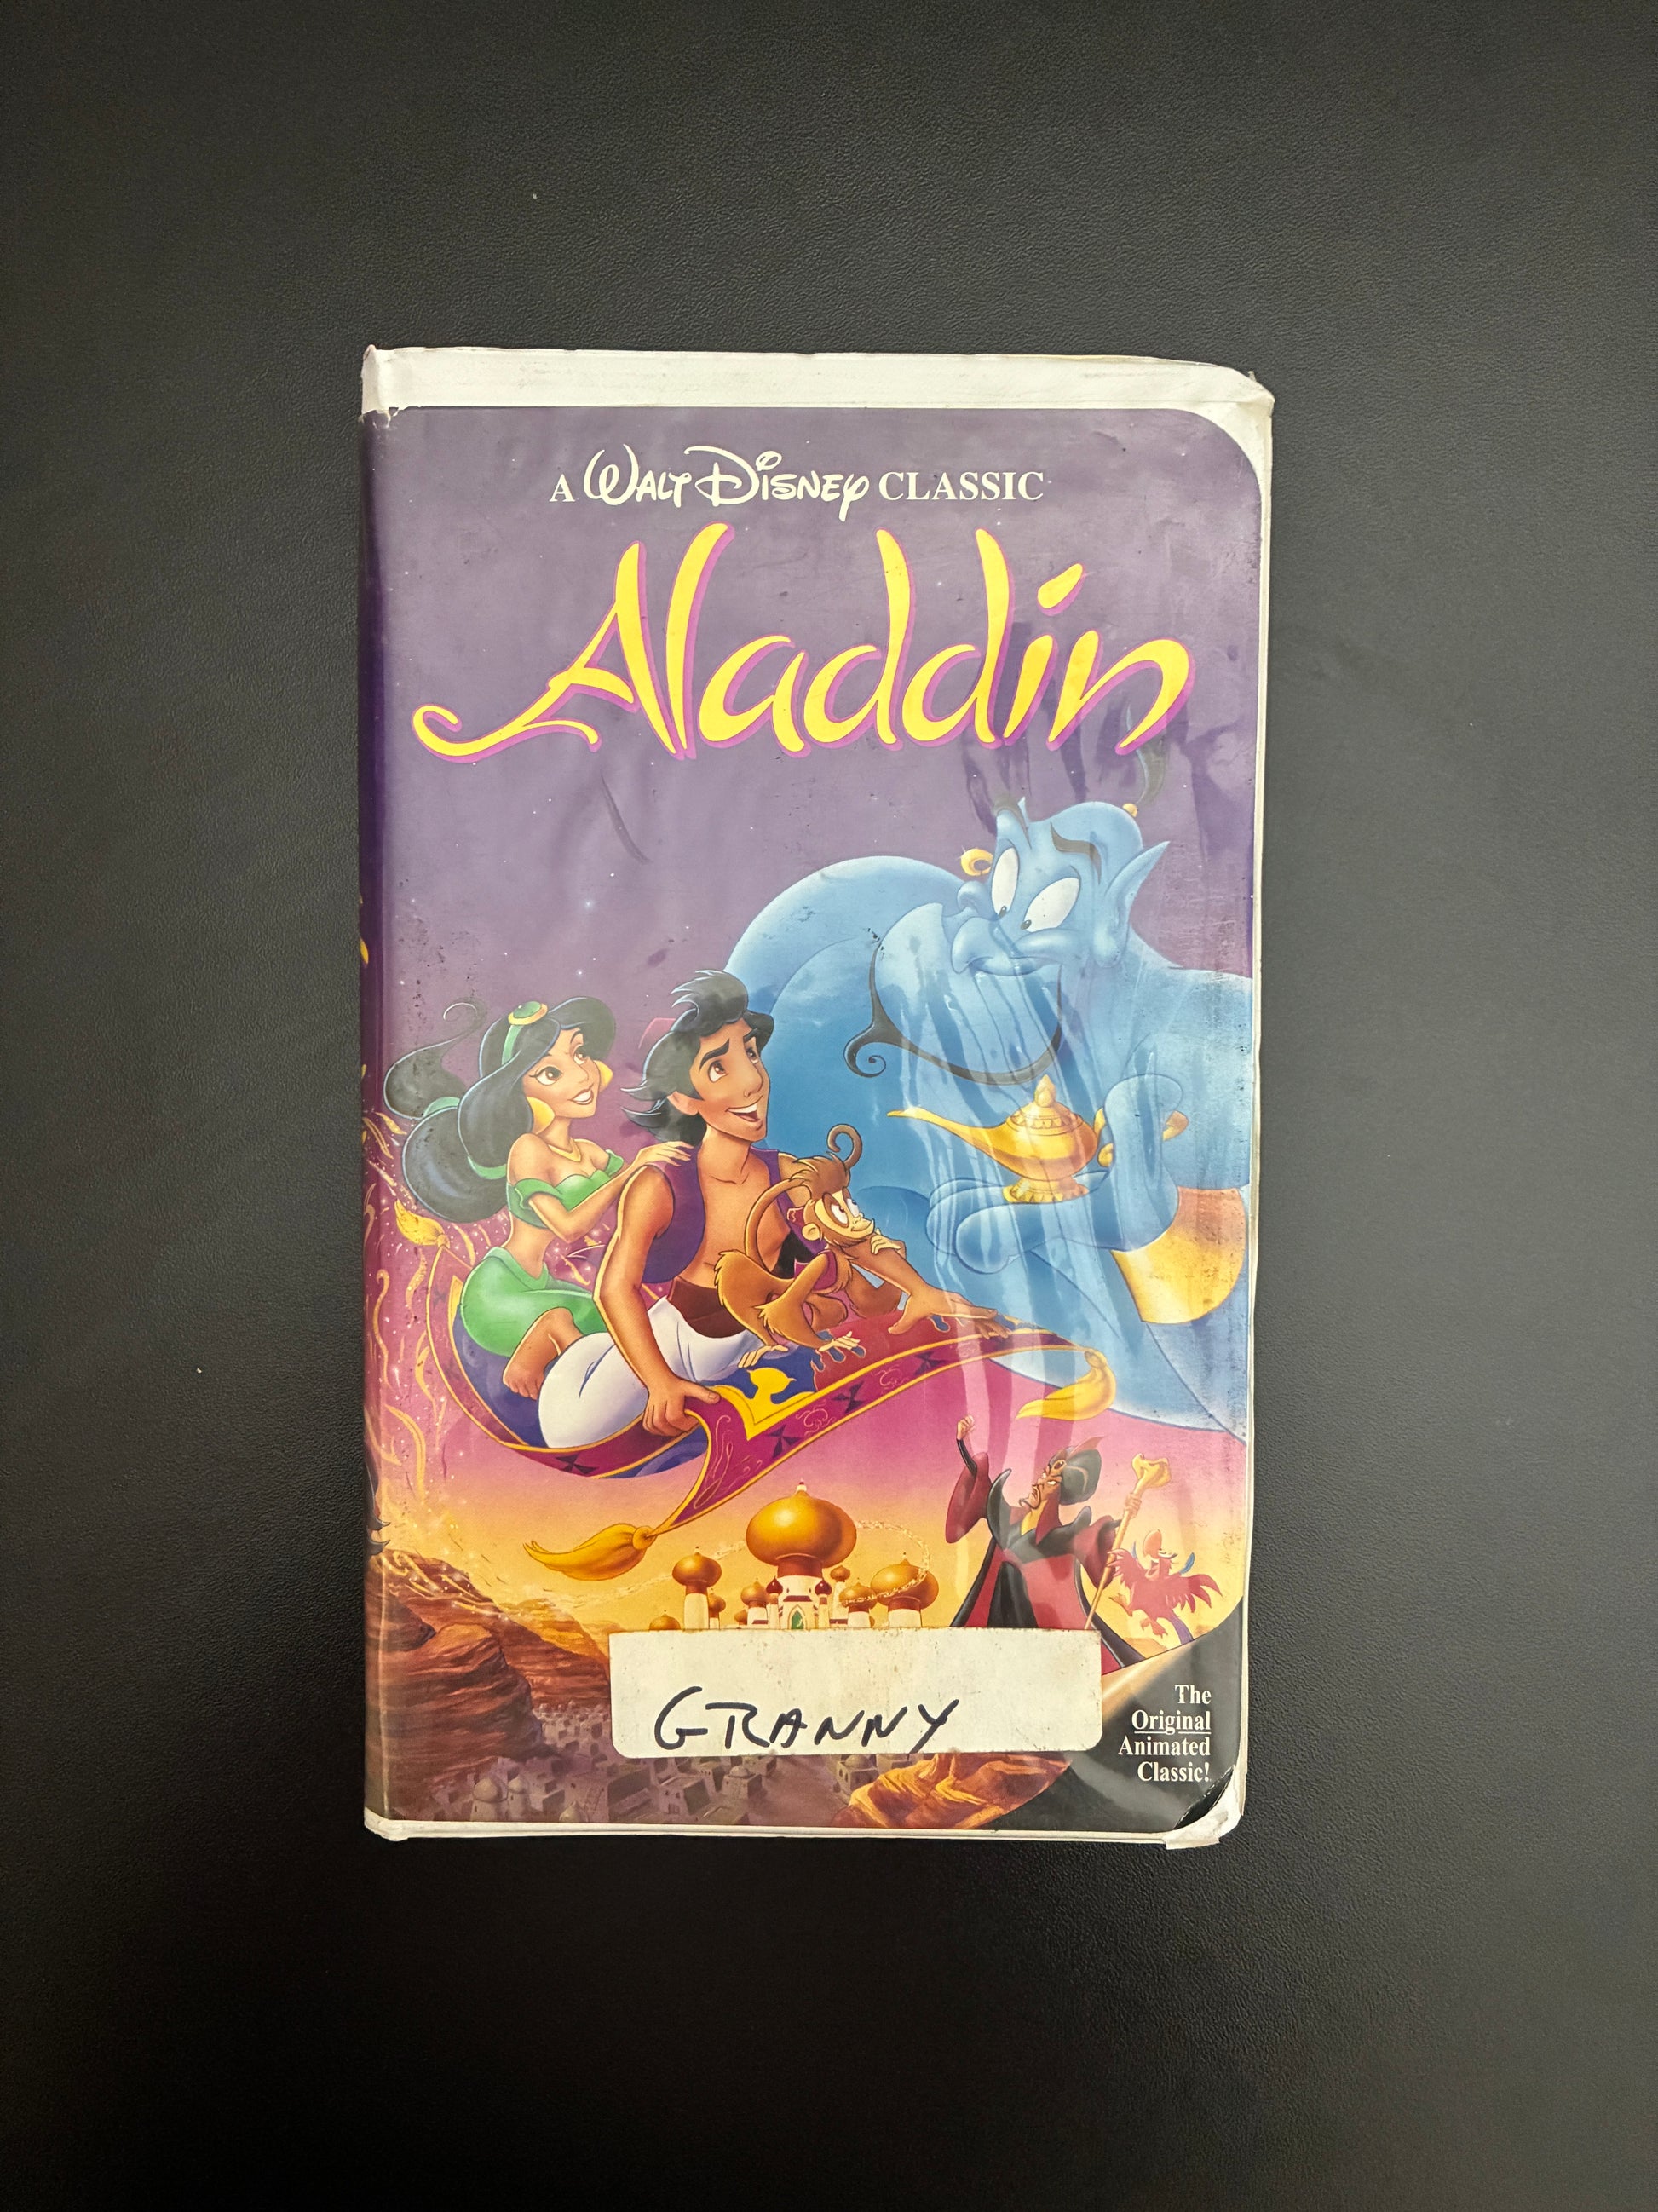 A WALT DISNEY CLASSIC
Aladdin
GRANNY
The
Original
Animated
Classic!